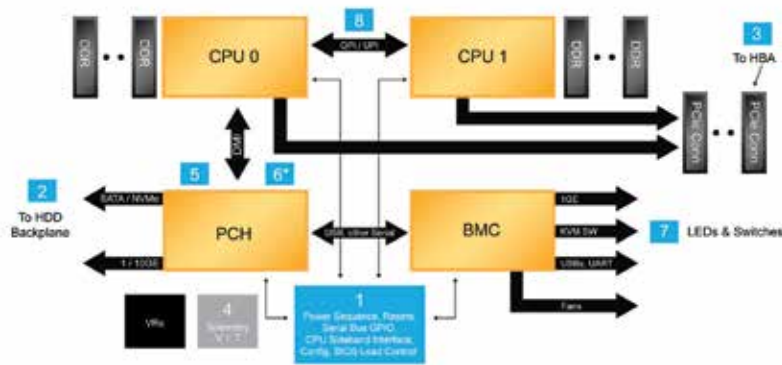 8
3
To HBA
DDR
DDR
CPU 0
QPI / UPI
CPU 1
DDR
DDR
PCIe Conn
PCIe Conn
DMI
5
6*
2
To HDD
Backplane
SATA / NVMe
1 / 10GE
PCH
USB, other Serial
BMC
1GE
KVM SW
USBs, UART
Fans
7
LEDs & Switches
VRs
4
Telemetry
V I T
1
Power Sequence, Resets
Serial Bus GPIO,
CPU Sideband Interface,
Config, BIOS Load Control